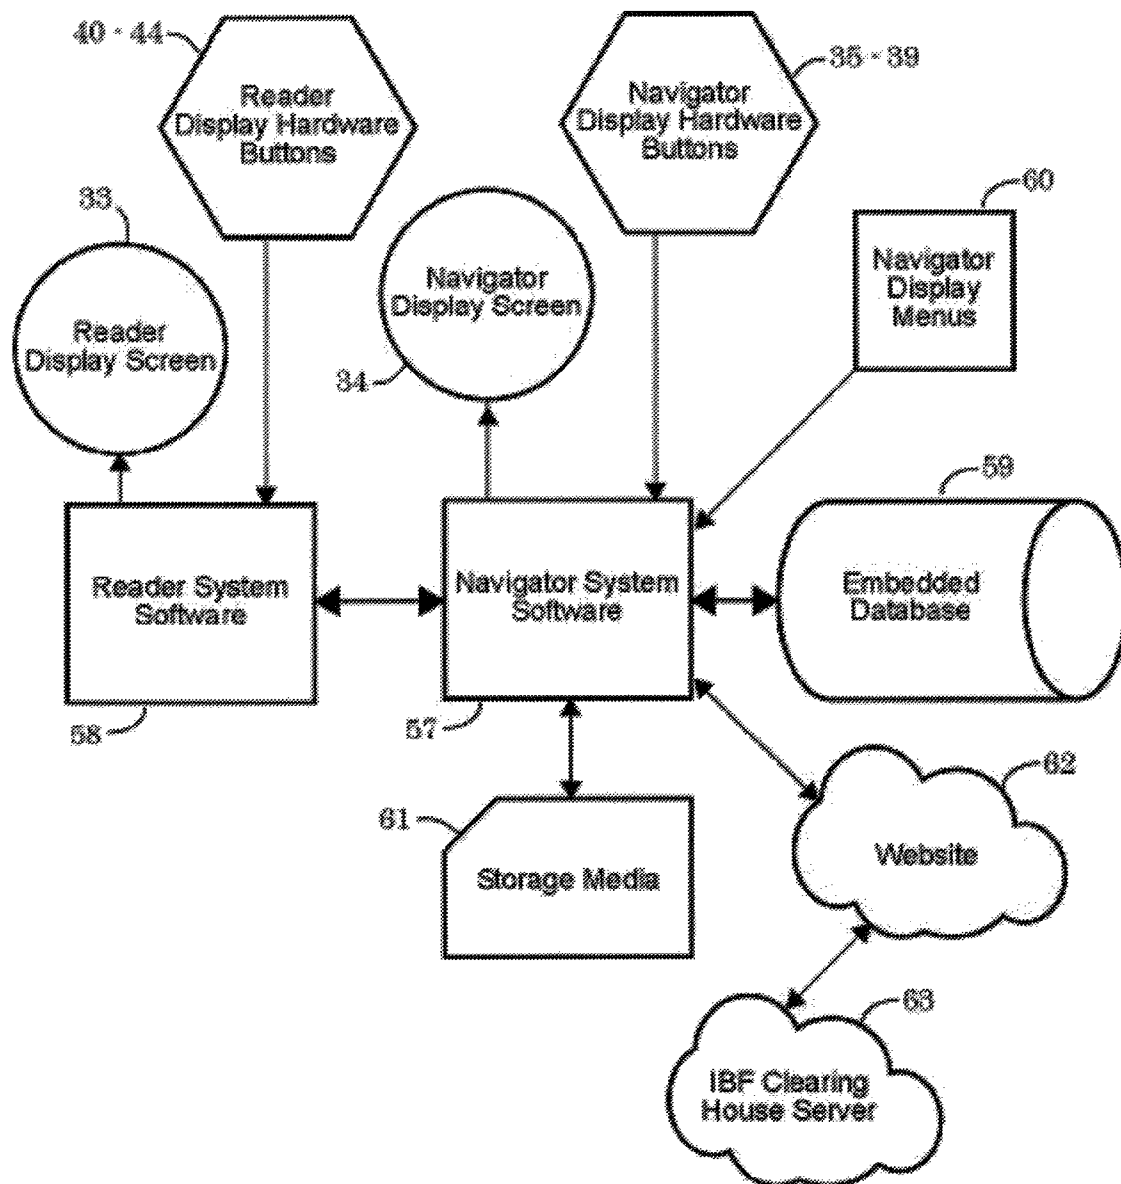 40 - 44
Reader
Display Hardware
Buttons
35 - 39
Navigator
Display Hardware
Buttons
60
Navigator
Display
Menus
33
Reader
Display Screen
Navigator
Display Screen
34
59
Embedded
Database
Reader System
Software
58
Navigator System
Software
57
61
Storage Media
62
Website
63
IBF Clearing
House Server